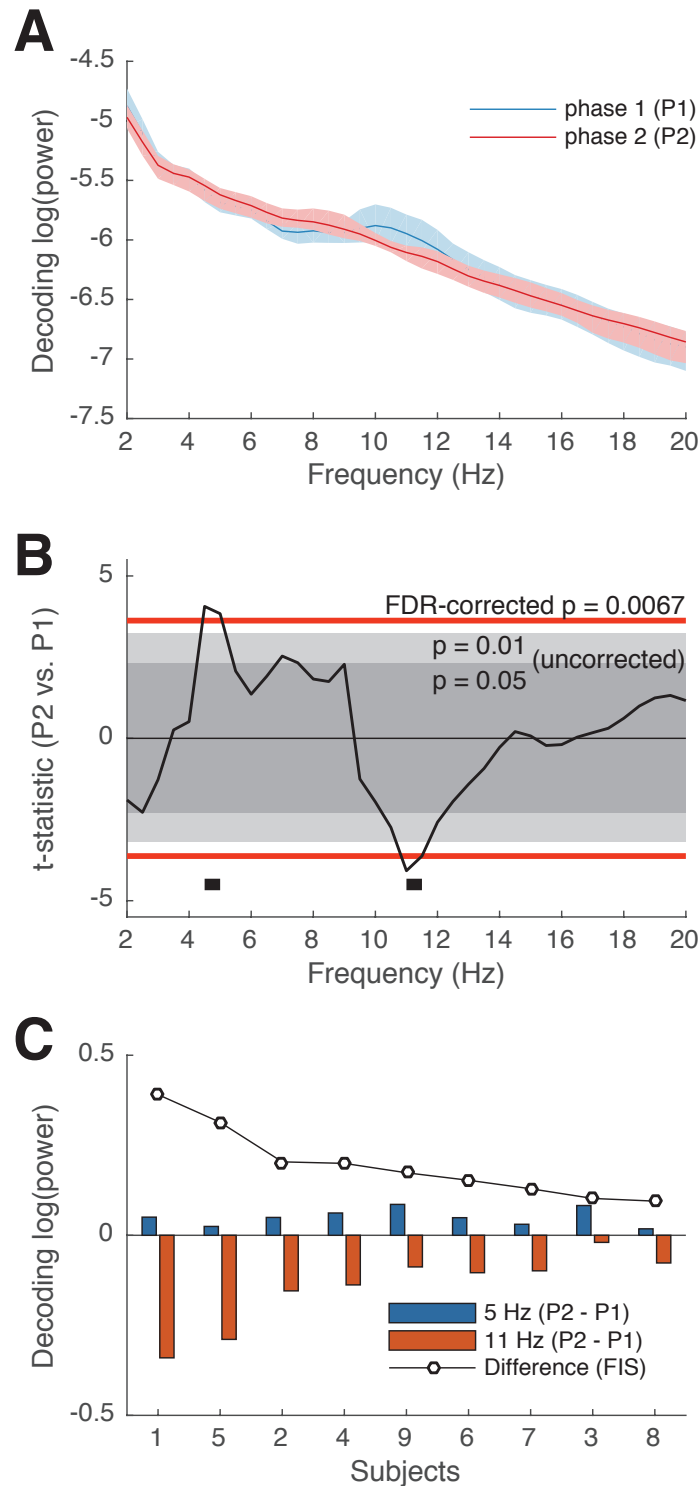 A
-4.5
-5
-5.5
-6
-6.5
-7
-7.5
Decoding log(power)
phase 1 (P1)
phase 2 (P2)
2 4 6 8 10 12 14 16 18 20
Frequency (Hz)
B
5
0
-5
t-statistic (P2 vs. P1)
FDR-corrected p = 0.0067
p = 0.01
(uncorrected)
p = 0.05
2 4 6 8 10 12 14 16 18 20
Frequency (Hz)
C
0.5
0
-0.5
Decoding log(power)
5 Hz (P2 - P1)
11 Hz (P2 - P1)
Difference (FIS)
1 5 2 4 9 6 7 3 8
Subjects